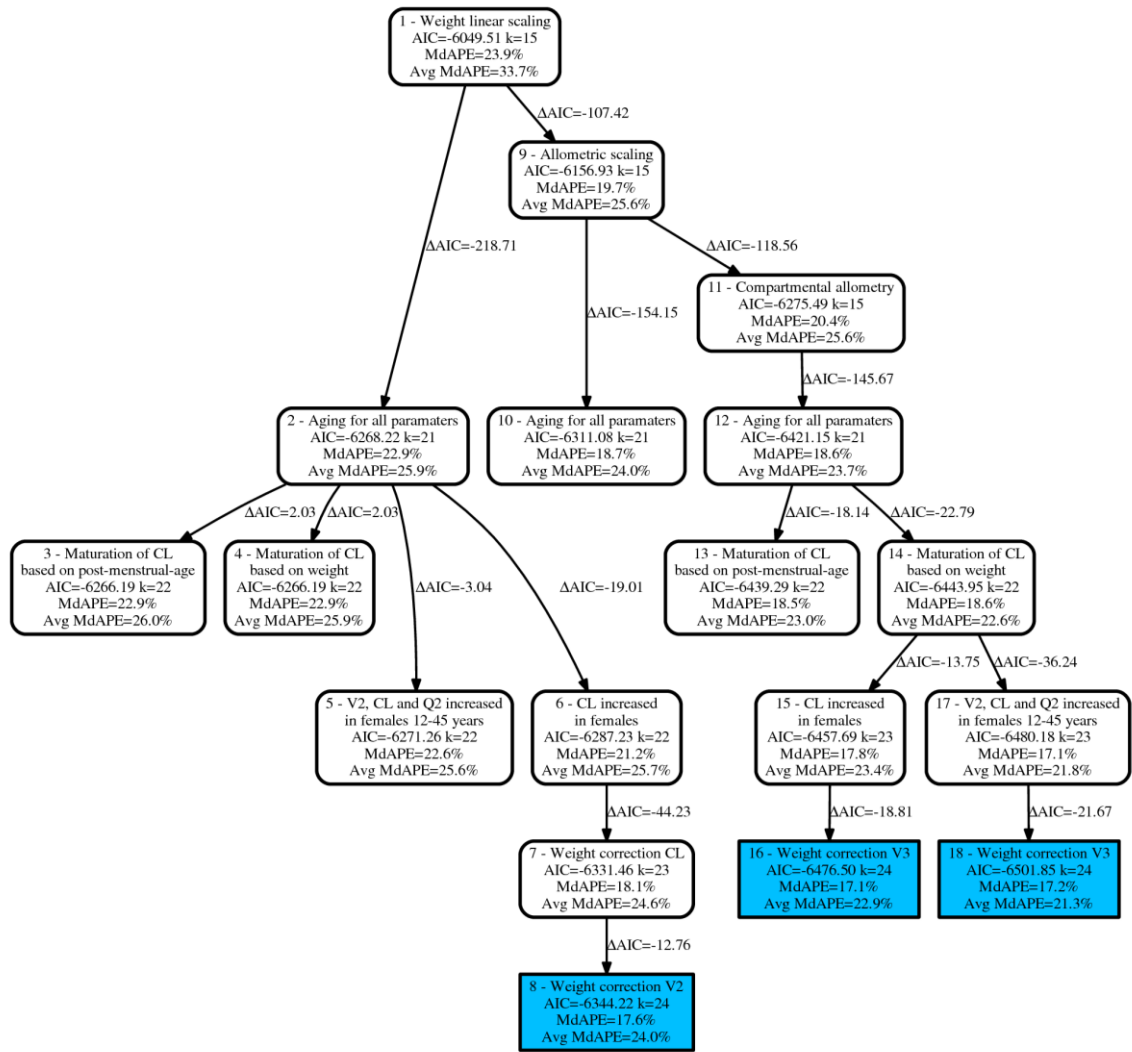 1 - Weight linear scaling
AIC=-6049.51 k=15
MdAPE=23.9%
Avg MdAPE=33.7%
ΔAIC=-107.42
9 - Allometric scaling
AIC=-6156.93 k=15
MdAPE=19.7%
Avg MdAPE=25.6%
ΔAIC=-218.71
ΔAIC=-118.56
11 - Compartmental allometry
AIC=-6275.49 k=15
MdAPE=20.4%
Avg MdAPE=25.6%
ΔAIC=-154.15
ΔAIC=-145.67
2 - Aging for all paramaters
AIC=-6268.22 k=21
MdAPE=22.9%
Avg MdAPE=25.9%
10 - Aging for all paramaters
AIC=-6311.08 k=21
MdAPE=18.7%
Avg MdAPE=24.0%
12 - Aging for all paramaters
AIC=-6421.15 k=21
MdAPE=18.6%
Avg MdAPE=23.7%
ΔAIC=2.03
ΔAIC=2.03
ΔAIC=-18.14
ΔAIC=-22.79
3 - Maturation of CL
based on post-menstrual-age
AIC=-6266.19 k=22
MdAPE=22.9%
Avg MdAPE=26.0%
4 - Maturation of CL
based on weight
AIC=-6266.19 k=22
MdAPE=22.9%
Avg MdAPE=25.9%
ΔAIC=-3.04
ΔAIC=-19.01
13 - Maturation of CL
based on post-menstrual-age
AIC=-6439.29 k=22
MdAPE=18.5%
Avg MdAPE=23.0%
14 - Maturation of CL
based on weight
AIC=-6443.95 k=22
MdAPE=18.6%
Avg MdAPE=22.6%
ΔAIC=-13.75
ΔAIC=-36.24
5 - V2, CL and Q2 increased
in females 12-45 years
AIC=-6271.26 k=22
MdAPE=22.6%
Avg MdAPE=25.6%
6 - CL increased
in females
AIC=-6287.23 k=22
MdAPE=21.2%
Avg MdAPE=25.7%
15 - CL increased
in females
AIC=-6457.69 k=23
MdAPE=17.8%
Avg MdAPE=23.4%
17 - V2, CL and Q2 increased
in females 12-45 years
AIC=-6480.18 k=23
MdAPE=17.1%
Avg MdAPE=21.8%
ΔAIC=-44.23
ΔAIC=-18.81
ΔAIC=-21.67
7 - Weight correction CL
AIC=-6331.46 k=23
MdAPE=18.1%
Avg MdAPE=24.6%
16 - Weight correction V3
AIC=-6476.50 k=24
MdAPE=17.1%
Avg MdAPE=22.9%
18 - Weight correction V3
AIC=-6501.85 k=24
MdAPE=17.2%
Avg MdAPE=21.3%
ΔAIC=-12.76
8 - Weight correction V2
AIC=-6344.22 k=24
MdAPE=17.6%
Avg MdAPE=24.0%